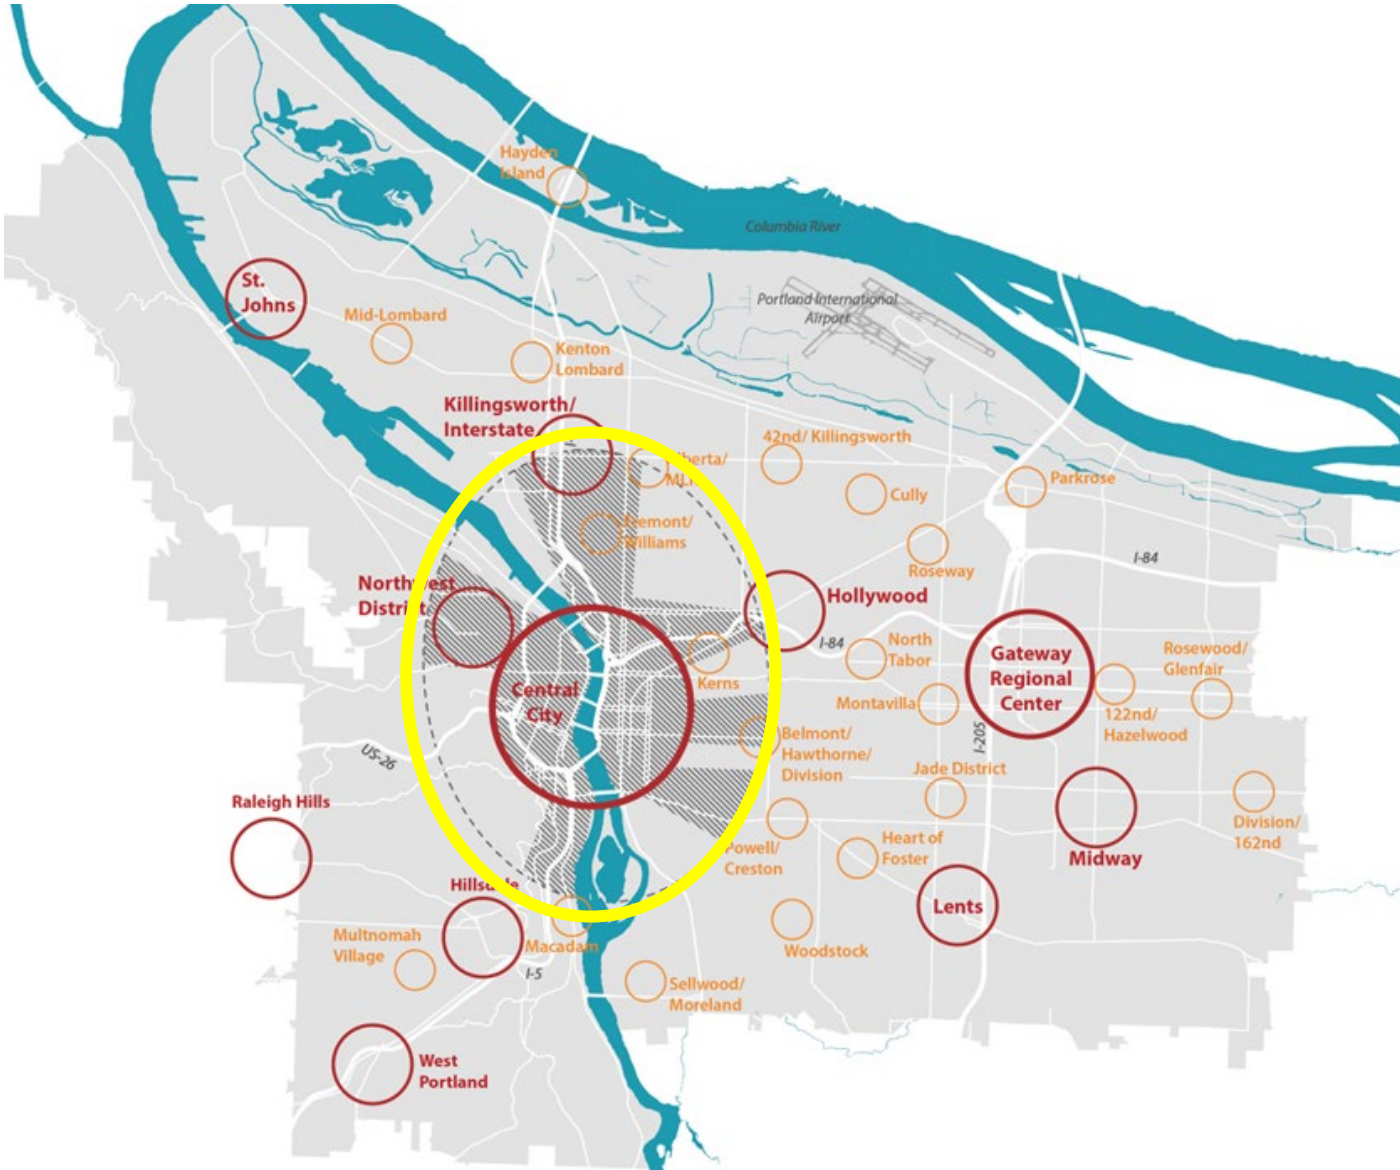 Hayden
Island
Columbia River
Portland International
Airport
St.
Johns
Mid-Lombard
Kenton
Lombard
Killingsworth/
Interstate
42nd/ Killingsworth
Cully
Parkrose
Roseway
I-84
Williams
District
Hollywood
I-84
North
Tabor
Kerns
Montavilla
Gateway
Regional
Center
Rosewood/
Glenfair
122nd/
Hazelwood
Central
City
US-26
Belmont/
Hawthorne/
Division
I-205
Jade District
Raleigh Hills
Powell/
Creston
Heart of
Foster
Midway
Division/
162nd
Lents
Macadam
Multnomah
Village
I-5
Woodstock
Sellwood/
Moreland
West
Portland